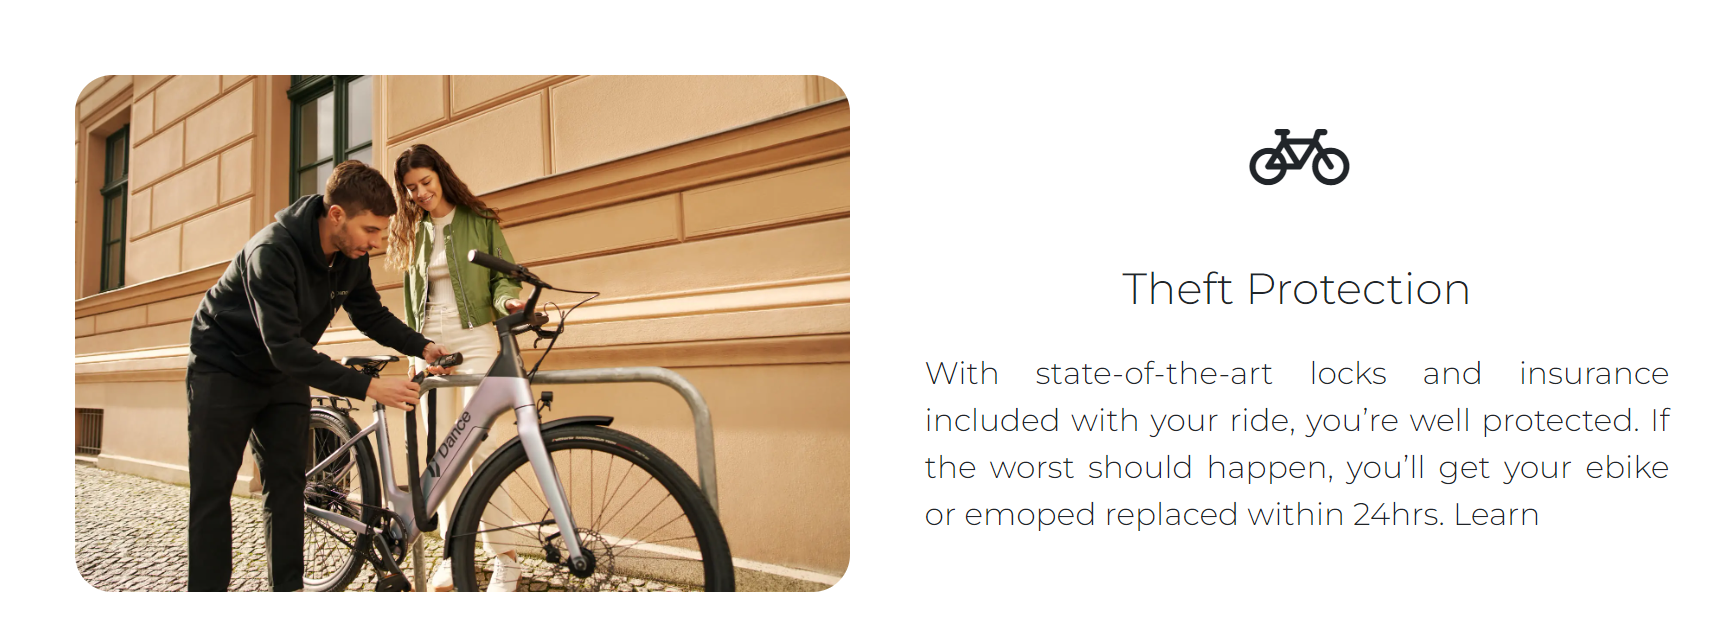 Dance
Theft Protection
With state-of-the-art locks and insurance
included with your ride, you’re well protected. If
the worst should happen, you’ll get your ebike
or emoped replaced within 24hrs. Learn